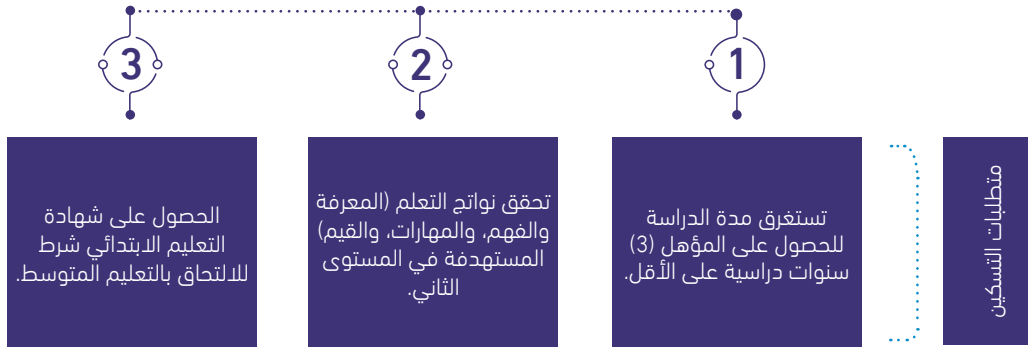 متطلبات التسكين
1
تستغرق مدة الدراسة
للحصول على المؤهل (3)
سنوات دراسية على الأقل.
2
تحقق نواتج التعلم (المعرفة
والفهم، والمهارات، والقيم)
المستهدفة في المستوى
الثاني.
3
الحصول على شهادة
التعليم الابتدائي شرط
للالتحاق بالتعليم المتوسط.